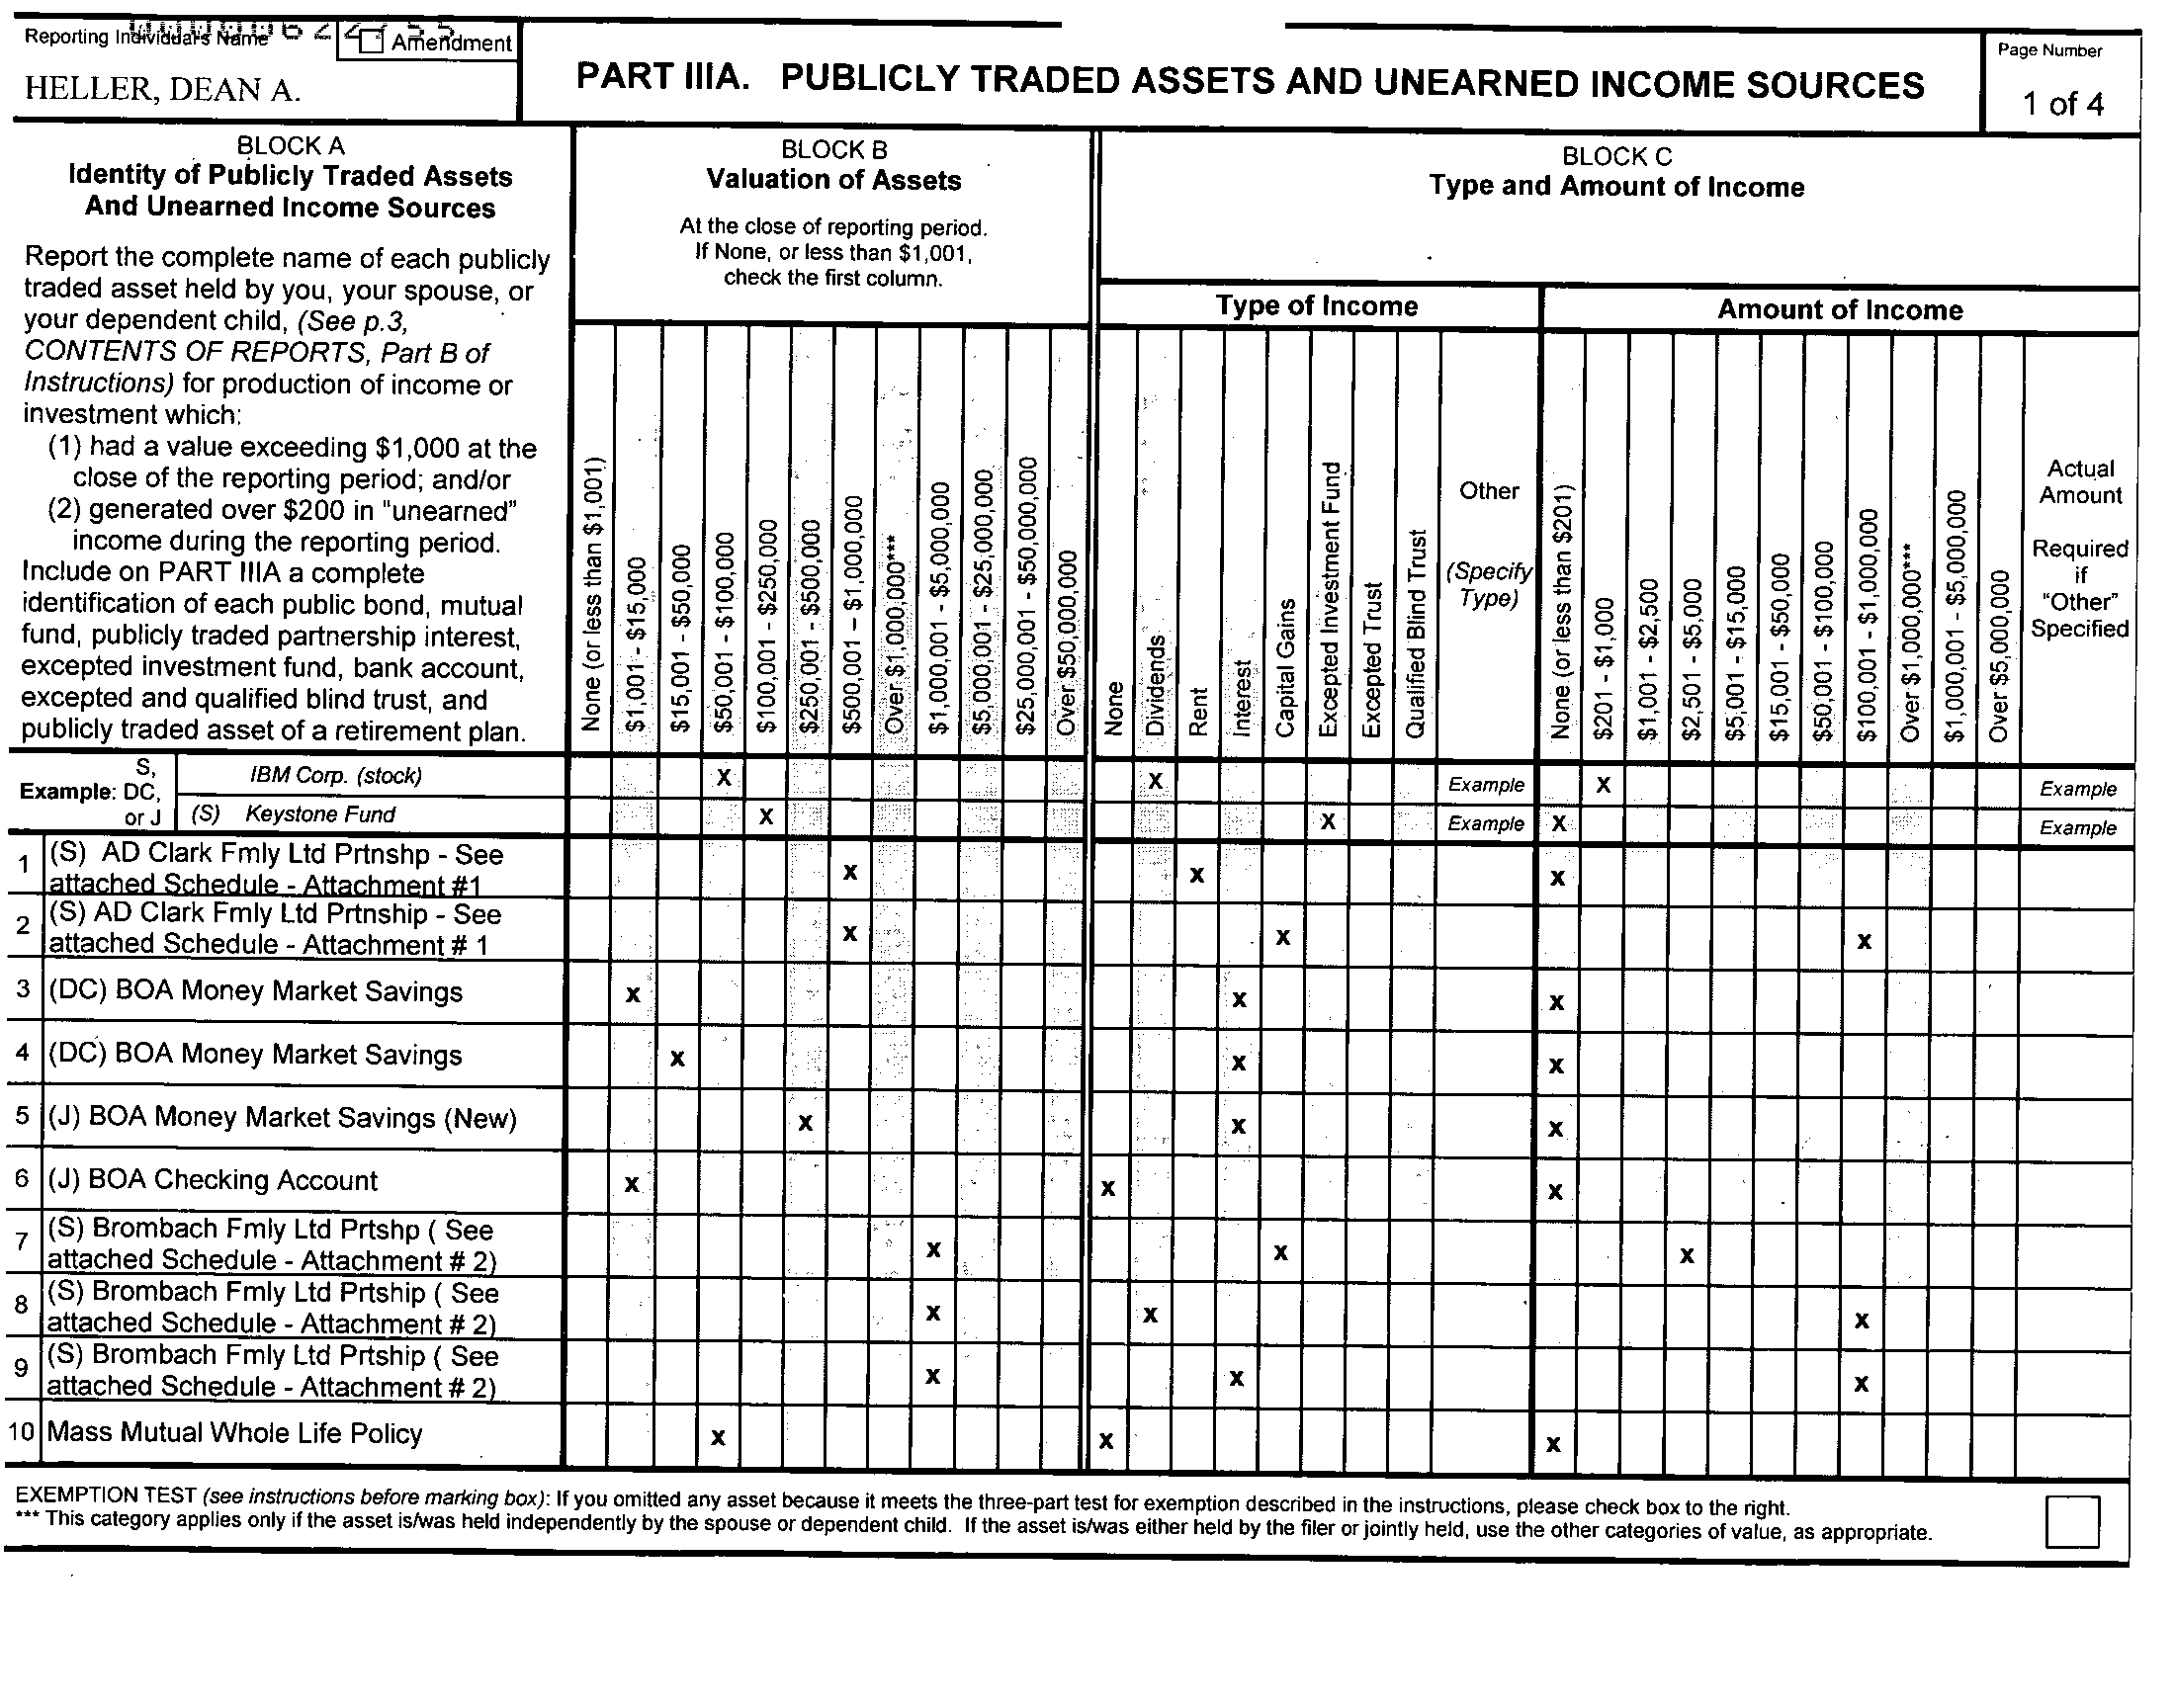 Reporting Individual's Name
Amendment
HELLER, DEAN A.
PART IIIA. PUBLICLY TRADED ASSETS AND UNEARNED INCOME SOURCES
Page Number
1 of 4
BLOCK A
Identity of Publicly Traded Assets
And Unearned Income Sources
Report the complete name of each publicly
traded asset held by you, your spouse, or
your dependent child, (See p.3,
CONTENTS OF REPORTS, Part B of
Instructions) for production of income or
investment which:
(1) had a value exceeding $1,000 at the
close of the reporting period; and/or
(2) generated over $200 in "unearned"
income during the reporting period.
Include on PART IIIA a complete
identification of each public bond, mutual
fund, publicly traded partnership interest,
excepted investment fund, bank account,
excepted and qualified blind trust, and
publicly traded asset of a retirement plan.
BLOCK B
Valuation of Assets
At the close of reporting period.
If None, or less than $1,001,
check the first column.
None (or less than $1,001)
$1,001 - $15,000
$15,001 - $50,000
$50,001 - $100,000
$100,001 - $250,000
$250,001 - $500,000
$500,001 – $1,000,000
Over $1,000,000***
$1,000,001 - $5,000,000
$5,000,001 - $25,000,000
$25,000,001 - $50,000,000
Over $50,000,000
BLOCK C
Type and Amount of Income
Type of Income
None
Dividends
Rent
Interest
Capital Gains
Excepted Investment Fund
Excepted Trust
Qualified Blind Trust
Other
(Specify
Type)
Amount of Income
None (or less than $201)
$201 - $1,000
$1,001 - $2,500
$2,501 - $5,000
$5,001 - $15,000
$15,001 - $50,000
$50,001 - $100,000
$100,001 - $1,000,000
Over $1,000,000***
$1,000,001 - $5,000,000
Over $5,000,000
Actual
Amount
Required
if
"Other"
Specified
Example: S, DC, or J
IBM Corp. (stock) X X Example X Example
(S) Keystone Fund X X Example X Example
1 (S) AD Clark Fmly Ltd Prtnshp - See
attached Schedule - Attachment #1 x x x
2 (S) AD Clark Fmly Ltd Prtnship - See
attached Schedule - Attachment # 1 x x x
3 (DC) BOA Money Market Savings x x x
4 (DC) BOA Money Market Savings x x x
5 (J) BOA Money Market Savings (New) x x x
6 (J) BOA Checking Account x x x
7 (S) Brombach Fmly Ltd Prtshp ( See
attached Schedule - Attachment # 2) x x x
8 (S) Brombach Fmly Ltd Prtship ( See
attached Schedule - Attachment # 2) x x x
9 (S) Brombach Fmly Ltd Prtship ( See
attached Schedule - Attachment # 2) x x x
10 Mass Mutual Whole Life Policy x x x
EXEMPTION TEST (see instructions before marking box): If you omitted any asset because it meets the three-part test for exemption described in the instructions, please check box to the right.
*** This category applies only if the asset is/was held independently by the spouse or dependent child. If the asset is/was either held by the filer or jointly held, use the other categories of value, as appropriate.